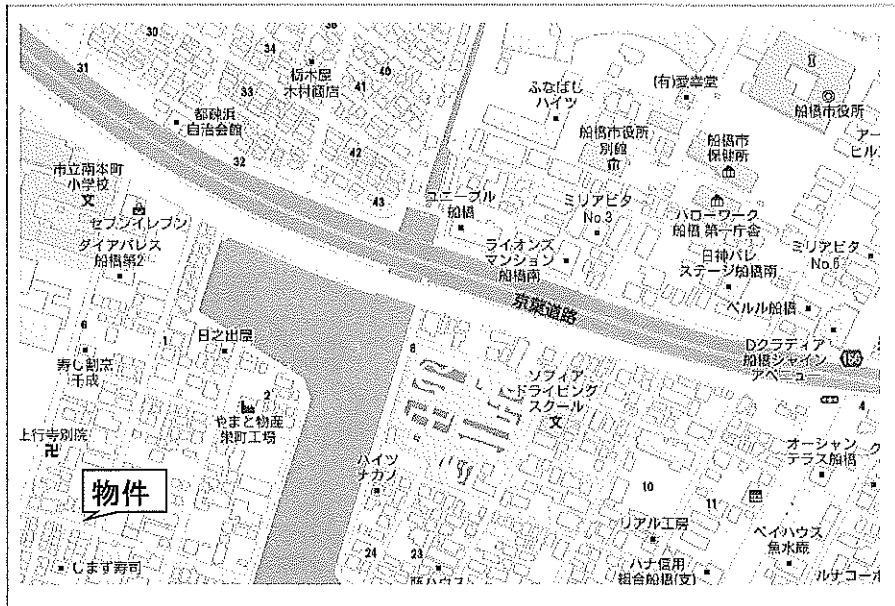 30
36
34
31
栃木屋
木村商店
40
41
33
(有)愛幸堂
ふなばし
ハイツ
船橋市役所
都疎浜
自治会館
船橋市役所
別館
船橋市
保健所
32
42
市立南本町
小学校
文
43
ユニーブル
船橋
ミリアビタ
No.3
ハローワーク
船橋 第一庁舎
セブンイレブン
ダイアパレス
船橋第2
ライオンズ
マンション
船橋南
日神パレ
ステージ船橋南
ミリアビタ
No.5
京葉道路
ベルル船橋
6
1
日之出屋
8
Dクラディア
船橋シャイン
アベニュー
寿し割烹
千成
2
ソフィア
ドライビング
スクール
文
4
やまと物産
栄町工場
上行寺別院
卍
オーシャン
テラス船橋
ハイツ
ナカノ
物件
10
11
リアル工房
ベイハウス
魚水庵
24
23
しまず寿司
ハナ信用
組合船橋(支)